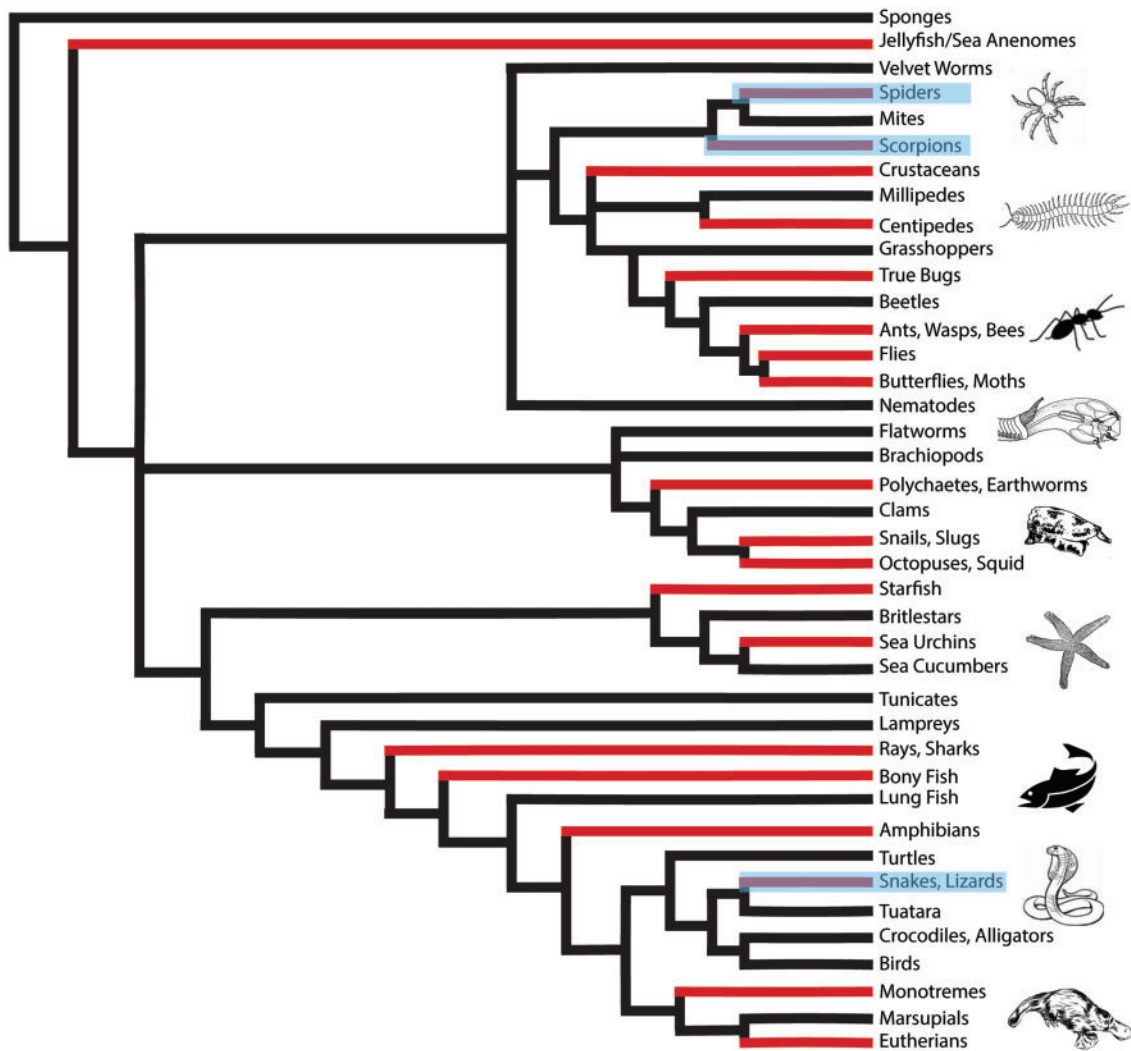 Sponges
Jellyfish/Sea Anenomes
Velvet Worms
Spiders
Mites
Scorpions
Crustaceans
Millipedes
Centipedes
Grasshoppers
True Bugs
Beetles
Ants, Wasps, Bees
Flies
Butterflies, Moths
Nematodes
Flatworms
Brachiopods
Polychaetes, Earthworms
Clams
Snails, Slugs
Octopuses, Squid
Starfish
Britlestars
Sea Urchins
Sea Cucumbers
Tunicates
Lampreys
Rays, Sharks
Bony Fish
Lung Fish
Amphibians
Turtles
Snakes, Lizards
Tuatara
Crocodiles, Alligators
Birds
Monotremes
Marsupials
Eutherians